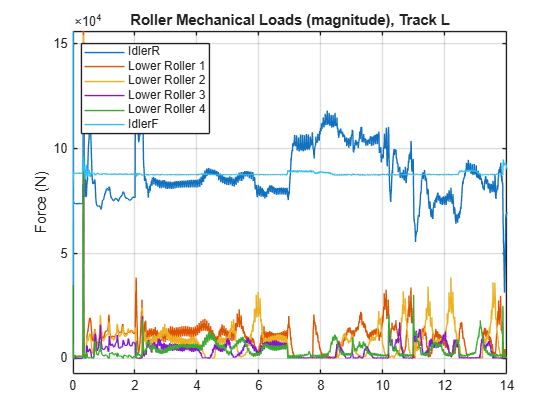 ×10⁴
Roller Mechanical Loads (magnitude), Track L
15
10
5
0
Force (N)
IdlerR
Lower Roller 1
Lower Roller 2
Lower Roller 3
Lower Roller 4
IdlerF
0 2 4 6 8 10 12 14